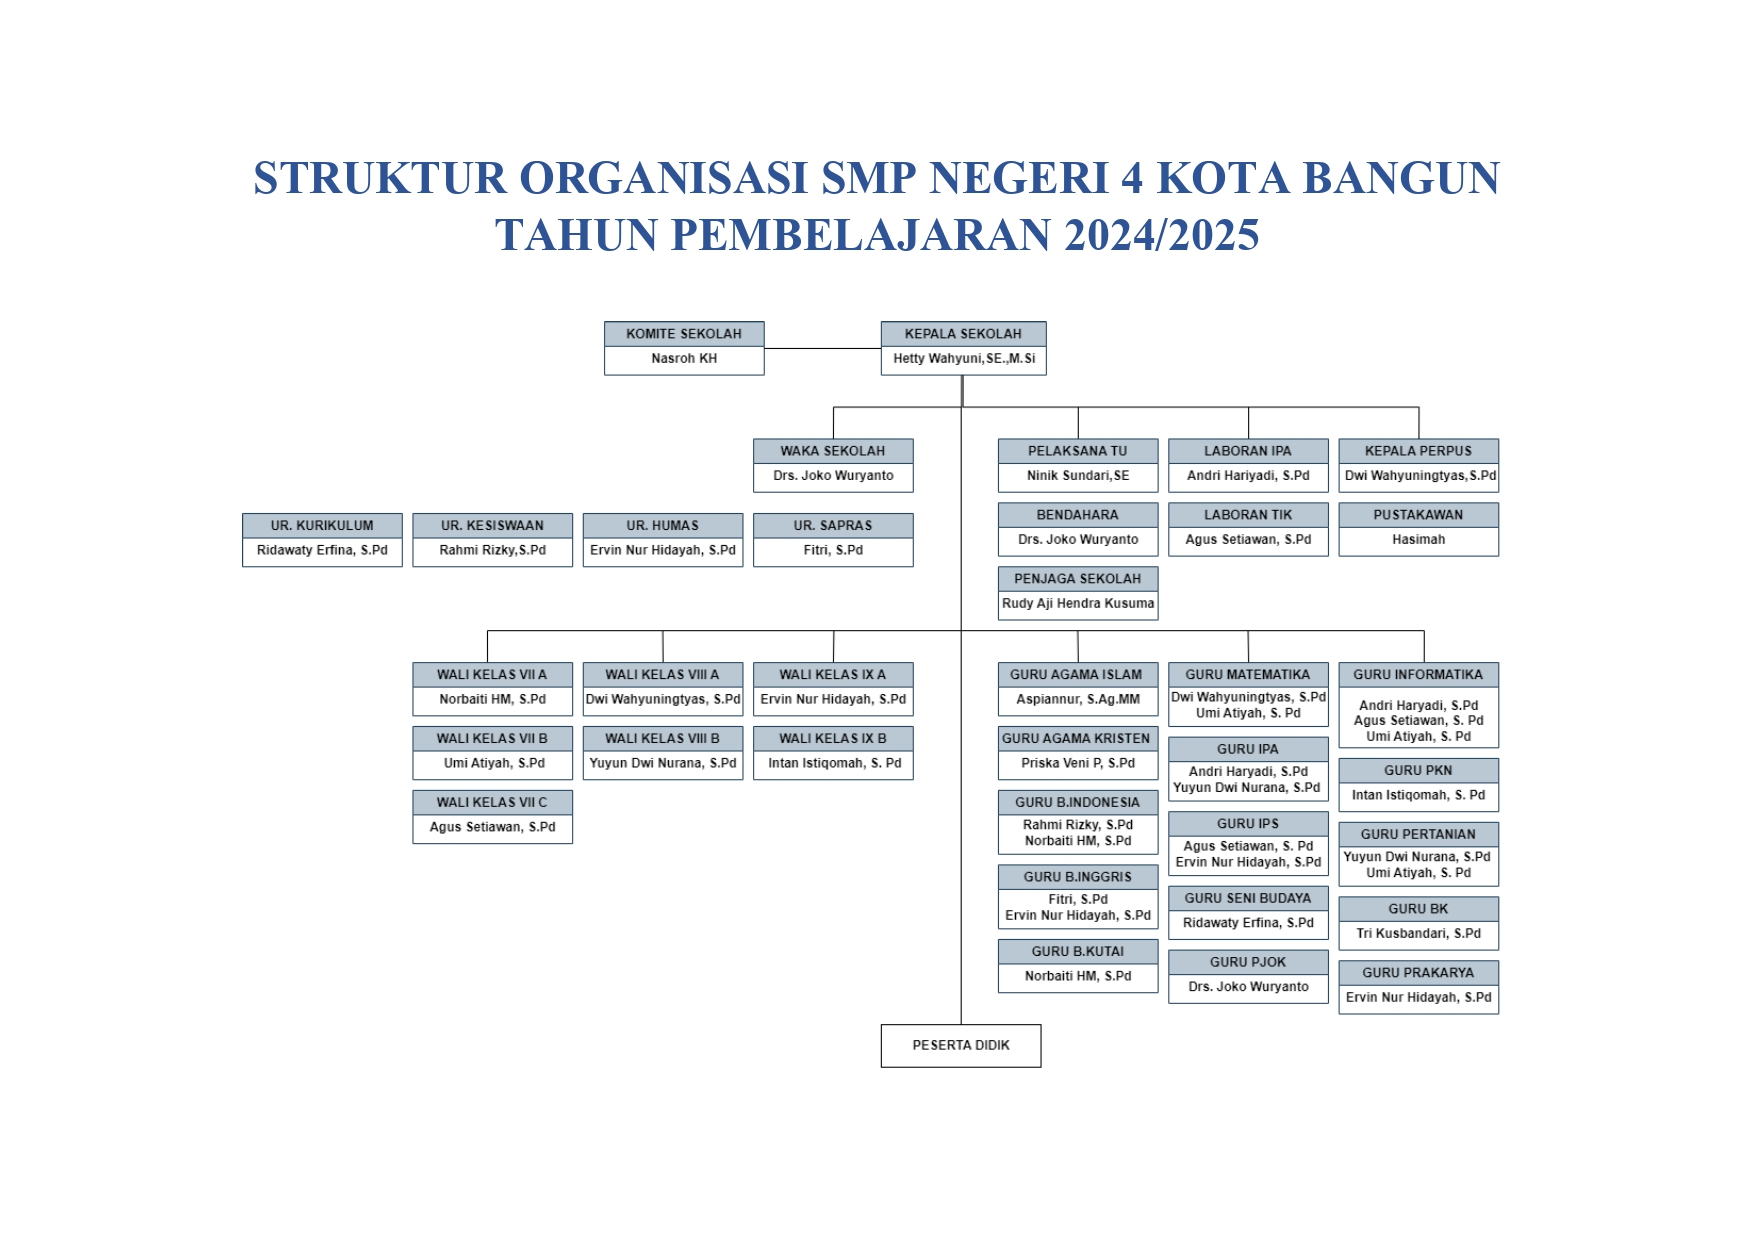 STRUKTUR ORGANISASI SMP NEGERI 4 KOTA BANGUN
TAHUN PEMBELAJARAN 2024/2025
KOMITE SEKOLAH
Nasroh KH
KEPALA SEKOLAH
Hetty Wahyuni,SE.,M.Si
WAKA SEKOLAH
Drs. Joko Wuryanto
PELAKSANA TU
Ninik Sundari,SE
LABORAN IPA
Andri Hariyadi, S.Pd
KEPALA PERPUS
Dwi Wahyuningtyas,S.Pd
BENDAHARA
Drs. Joko Wuryanto
LABORAN TIK
Agus Setiawan, S.Pd
PUSTAKAWAN
Hasimah
UR. KURIKULUM
Ridawaty Erfina, S.Pd
UR. KESISWAAN
Rahmi Rizky,S.Pd
UR. HUMAS
Ervin Nur Hidayah, S.Pd
UR. SAPRAS
Fitri, S.Pd
PENJAGA SEKOLAH
Rudy Aji Hendra Kusuma
WALI KELAS VII A
Norbaiti HM, S.Pd
WALI KELAS VIII A
Dwi Wahyuningtyas, S.Pd
WALI KELAS IX A
Ervin Nur Hidayah, S.Pd
WALI KELAS VII B
Umi Atiyah, S.Pd
WALI KELAS VIII B
Yuyun Dwi Nurana, S.Pd
WALI KELAS IX B
Intan Istiqomah, S. Pd
WALI KELAS VII C
Agus Setiawan, S.Pd
GURU AGAMA ISLAM
Aspiannur, S.Ag.MM
GURU AGAMA KRISTEN
Priska Veni P, S.Pd
GURU B.INDONESIA
Rahmi Rizky, S.Pd
Norbaiti HM, S.Pd
GURU B.INGGRIS
Fitri, S.Pd
Ervin Nur Hidayah, S.Pd
GURU B.KUTAI
Norbaiti HM, S.Pd
GURU MATEMATIKA
Dwi Wahyuningtyas, S.Pd
Umi Atiyah, S. Pd
GURU IPA
Andri Haryadi, S.Pd
Yuyun Dwi Nurana, S.Pd
GURU IPS
Agus Setiawan, S. Pd
Ervin Nur Hidayah, S.Pd
GURU SENI BUDAYA
Ridawaty Erfina, S.Pd
GURU PJOK
Drs. Joko Wuryanto
GURU INFORMATIKA
Andri Haryadi, S.Pd
Agus Setiawan, S. Pd
Umi Atiyah, S. Pd
GURU PKN
Intan Istiqomah, S. Pd
GURU PERTANIAN
Yuyun Dwi Nurana, S.Pd
Umi Atiyah, S. Pd
GURU BK
Tri Kusbandari, S.Pd
GURU PRAKARYA
Ervin Nur Hidayah, S.Pd
PESERTA DIDIK